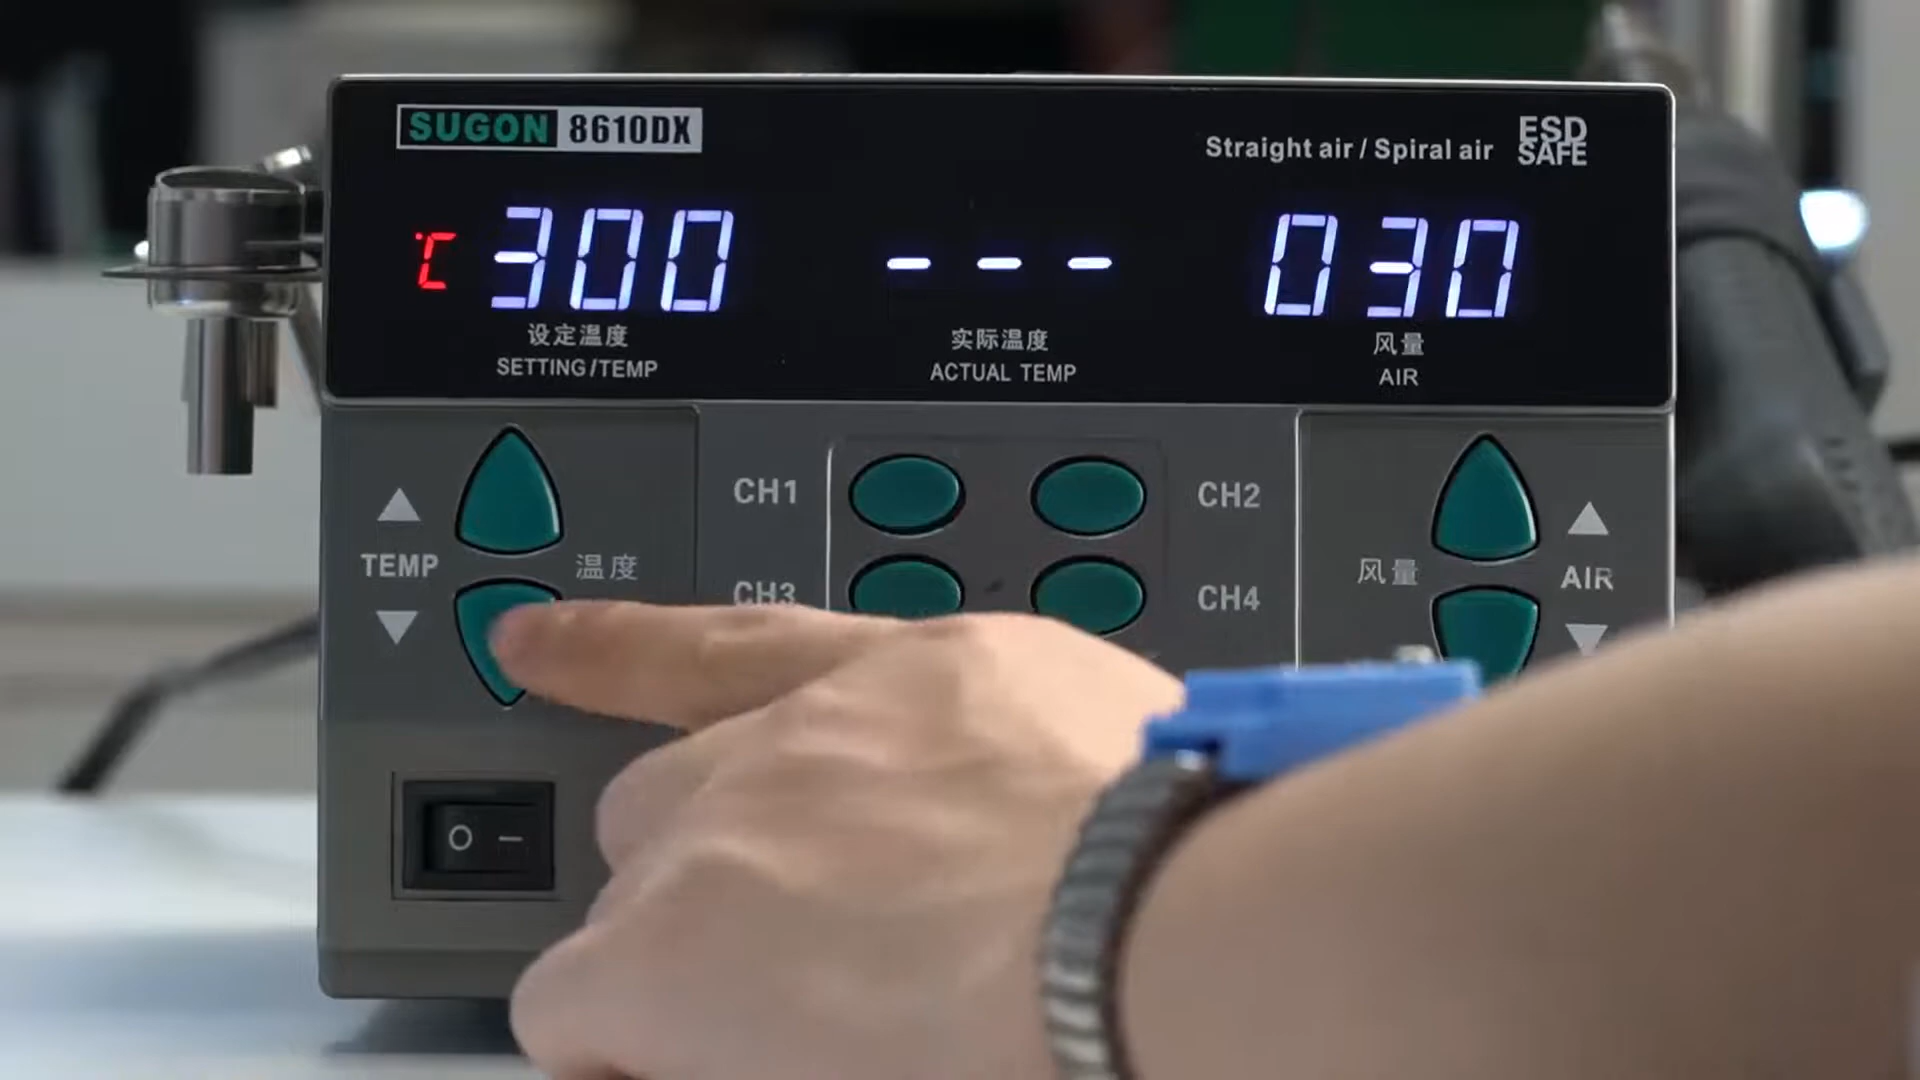 SUGON 8610DX
Straight air / Spiral air
ESD
SAFE
℃ 300
- - -
030
设定温度
SETTING/TEMP
实际温度
ACTUAL TEMP
风量
AIR
CH1
CH2
TEMP
温度
风量
AIR
CH3
CH4
O –